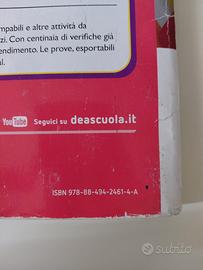 mpabili e altre attività da
zi. Con centinaia di verifiche già
endimento. Le prove, esportabili
al.
YouTube Seguici su deascuola.it
ISBN 978-88-494-2461-4-A
subito